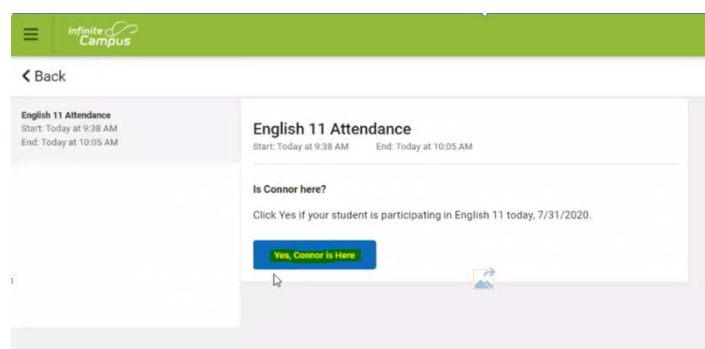 Infinite
Campus
Back
English 11 Attendance
Start: Today at 9:38 AM
End: Today at 10:05 AM
English 11 Attendance
Start: Today at 9:38 AM End: Today at 10:05 AM
Is Connor here?
Click Yes if your student is participating in English 11 today, 7/31/2020.
Yes, Connor is Here